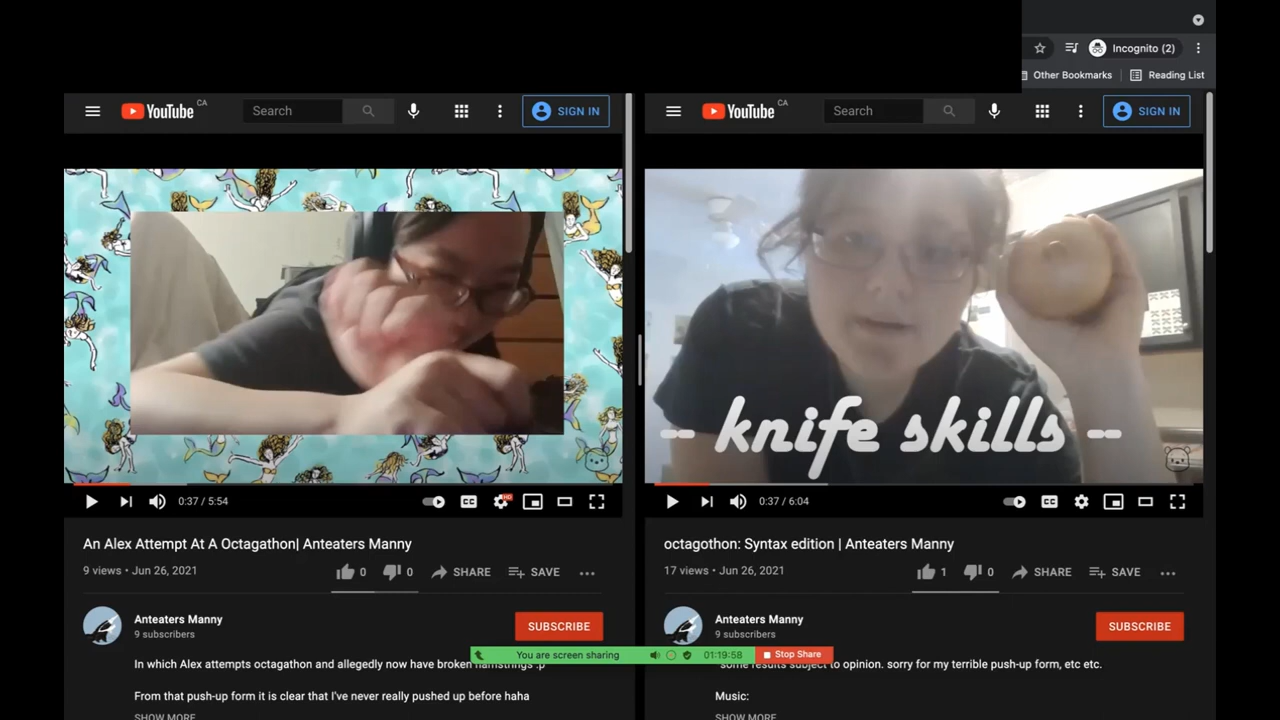 Incognito (2)
Other Bookmarks
Reading List
YouTube CA
Search
SIGN IN
YouTube CA
Search
SIGN IN
-- knife skills --
0:37 / 5:54
CC
HD
0:37 / 6:04
CC
An Alex Attempt At A Octagathon| Anteaters Manny
9 views • Jun 26, 2021
0
0
SHARE
SAVE
octagothon: Syntax edition | Anteaters Manny
17 views • Jun 26, 2021
1
0
SHARE
SAVE
Anteaters Manny
9 subscribers
SUBSCRIBE
Anteaters Manny
9 subscribers
SUBSCRIBE
You are screen sharing
01:19:58
Stop Share
In which Alex attempts octagathon and allegedly now have broken hamstrings :p
From that push-up form it is clear that I've never really pushed up before haha
SHOW MORE
some results subject to opinion. sorry for my terrible push-up form, etc etc.
Music:
SHOW MORE